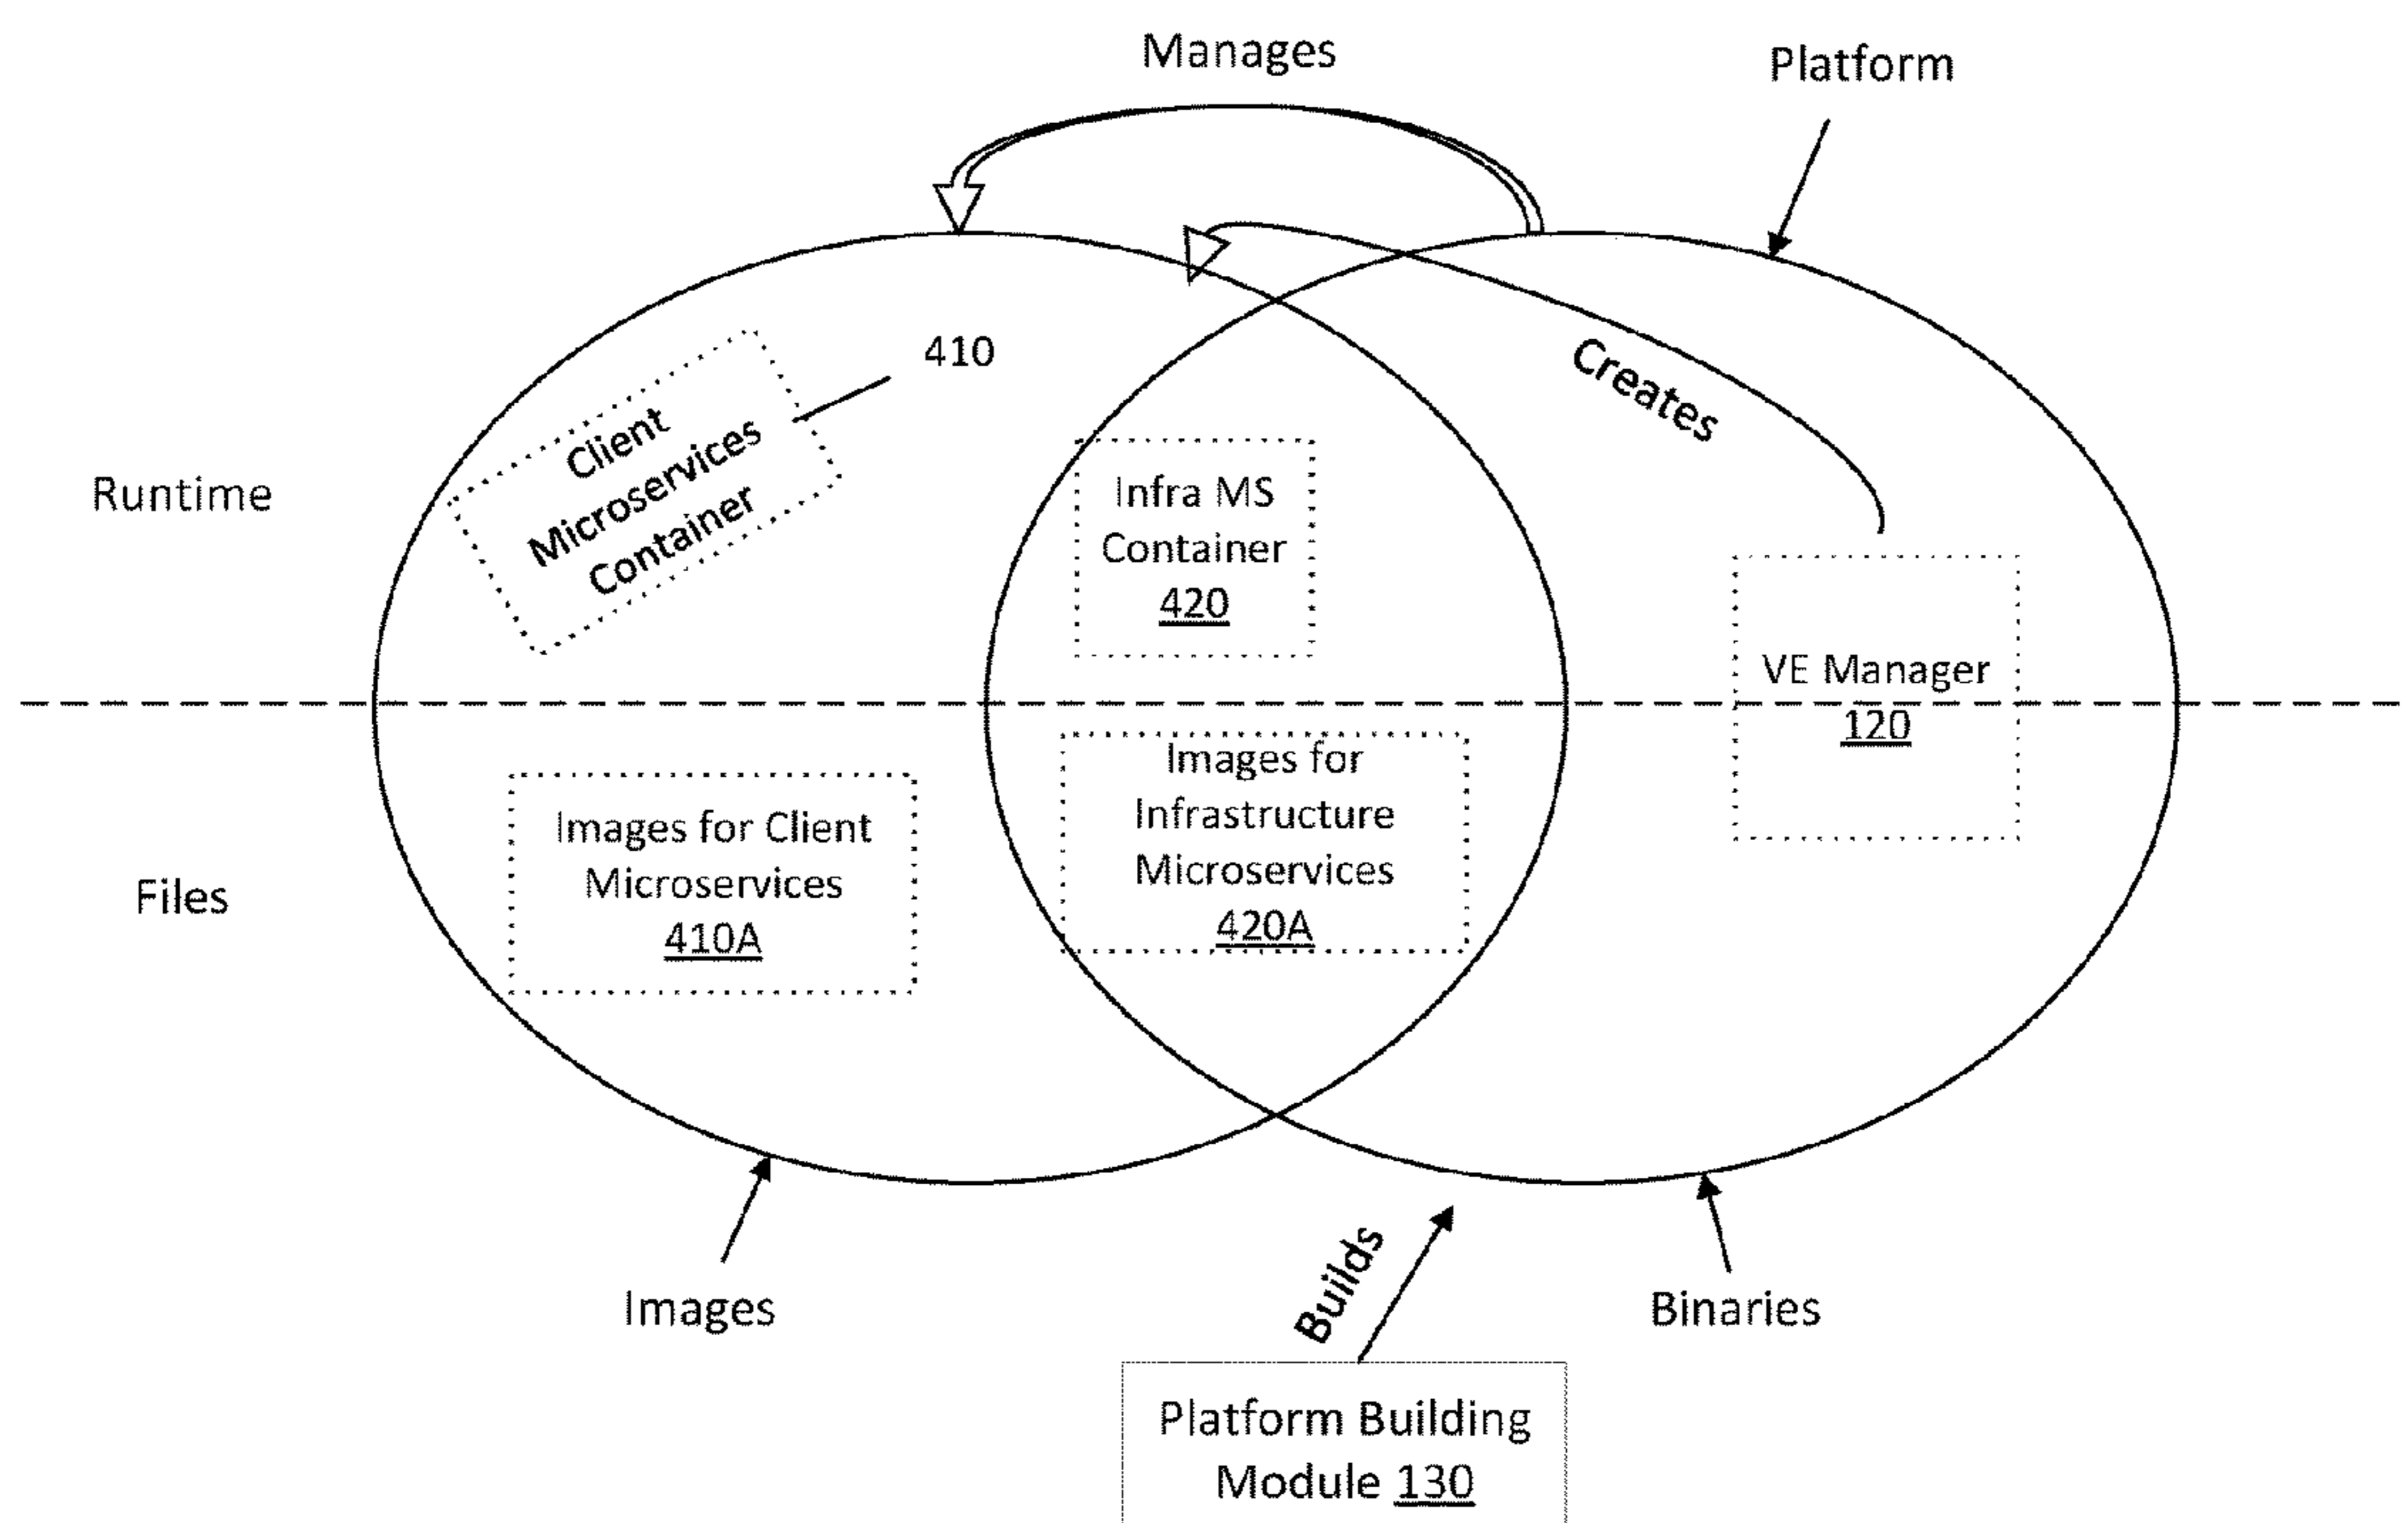 Manages
Platform
410
Creates
Client
Microservices
Container
Infra MS
Container
420
Runtime
VE Manager
120
Images for
Infrastructure
Microservices
420A
Images for Client
Microservices
410A
Files
Images
Builds
Binaries
Platform Building
Module 130